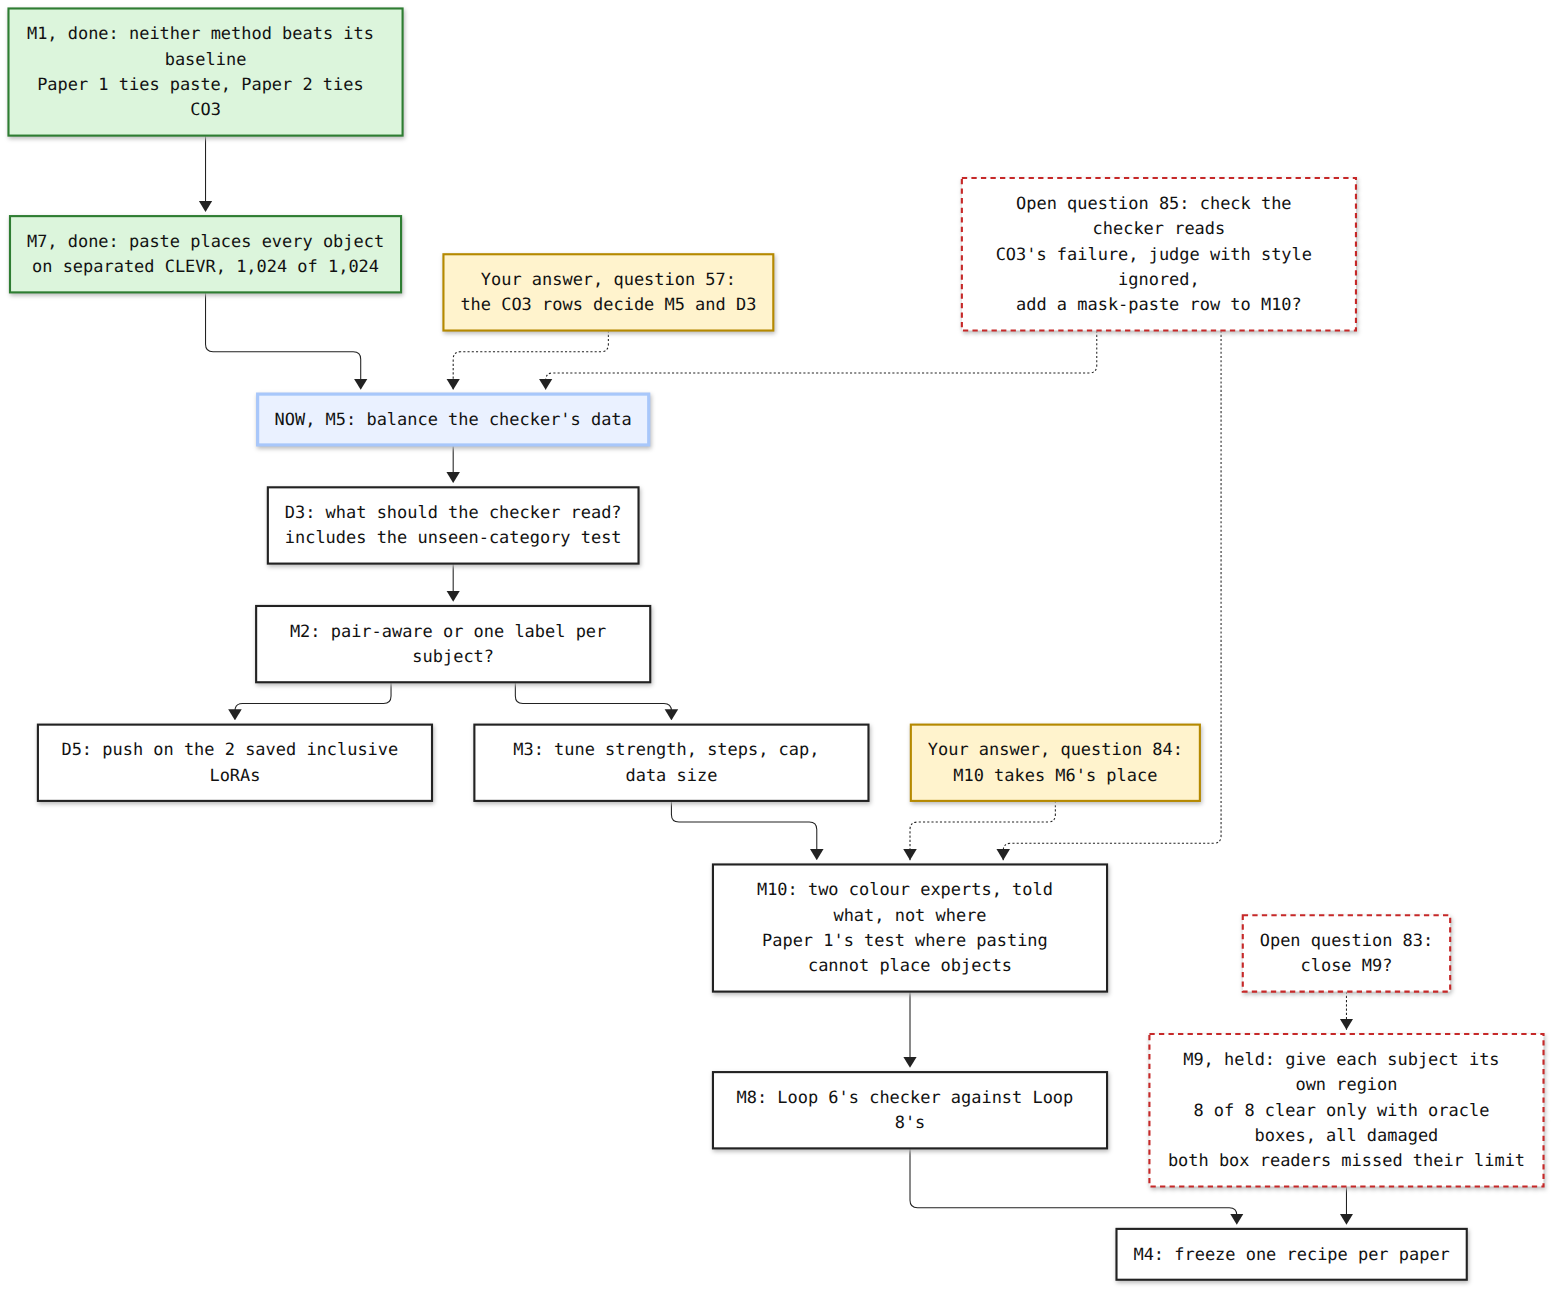 M1, done: neither method beats its
baseline
Paper 1 ties paste, Paper 2 ties
CO3
M7, done: paste places every object
on separated CLEVR, 1,024 of 1,024
Your answer, question 57:
the CO3 rows decide M5 and D3
Open question 85: check the
checker reads
CO3's failure, judge with style
ignored,
add a mask-paste row to M10?
NOW, M5: balance the checker's data
D3: what should the checker read?
includes the unseen-category test
M2: pair-aware or one label per
subject?
D5: push on the 2 saved inclusive
LoRAs
M3: tune strength, steps, cap,
data size
Your answer, question 84:
M10 takes M6's place
M10: two colour experts, told
what, not where
Paper 1's test where pasting
cannot place objects
Open question 83:
close M9?
M9, held: give each subject its
own region
8 of 8 clear only with oracle
boxes, all damaged
both box readers missed their limit
M8: Loop 6's checker against Loop
8's
M4: freeze one recipe per paper